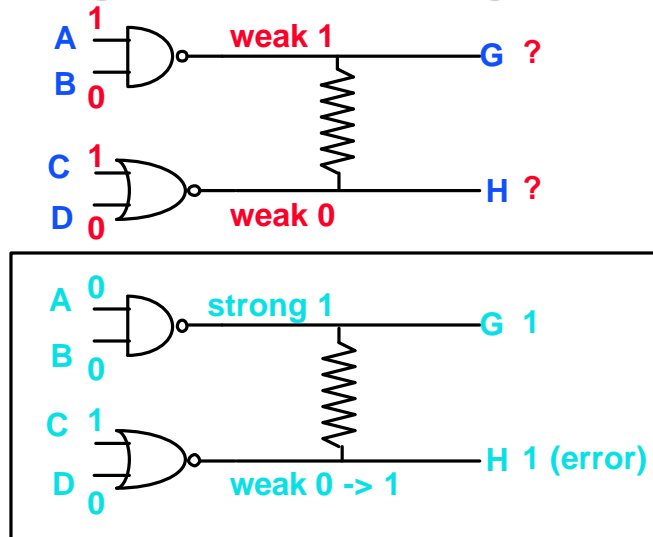 1
A weak 1 G ?
B
0
1
C
D weak 0 H ?
0
0
A strong 1
B G 1
0
C 1
D H 1 (error)
0 weak 0 -> 1